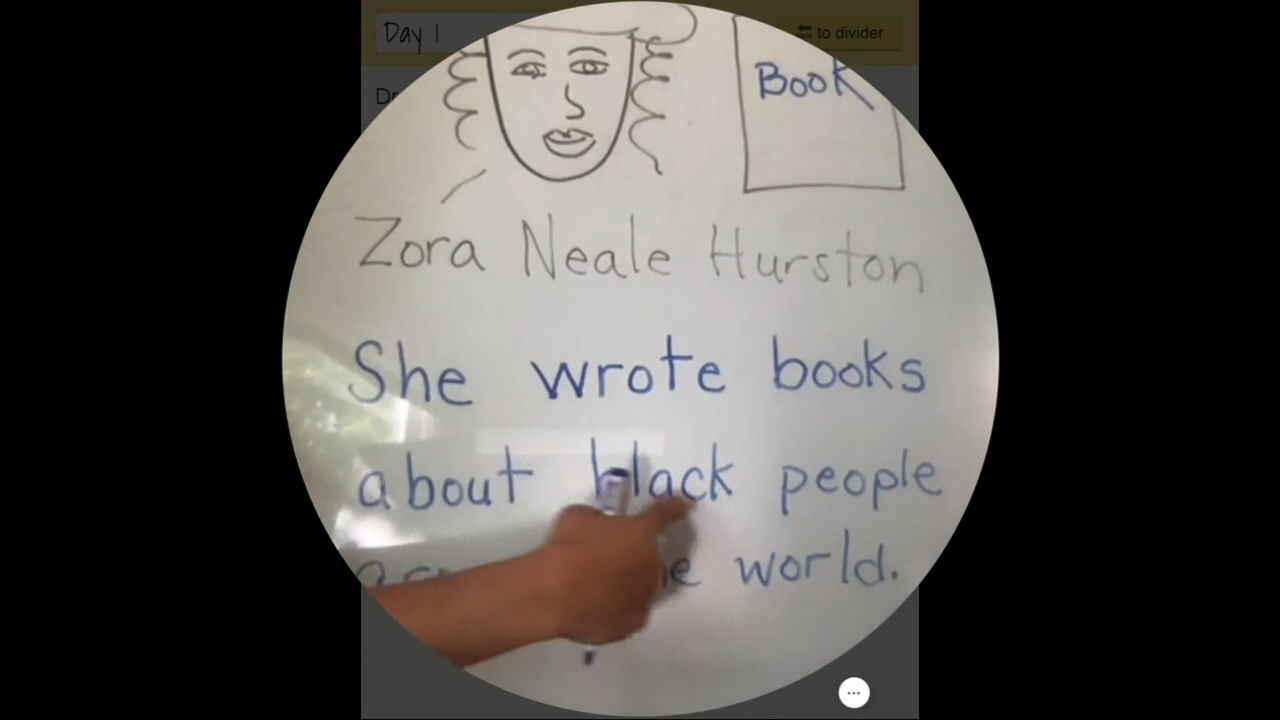 Day 1
to divider
Book
Zora Neale Hurston
She wrote books
about black people
world.